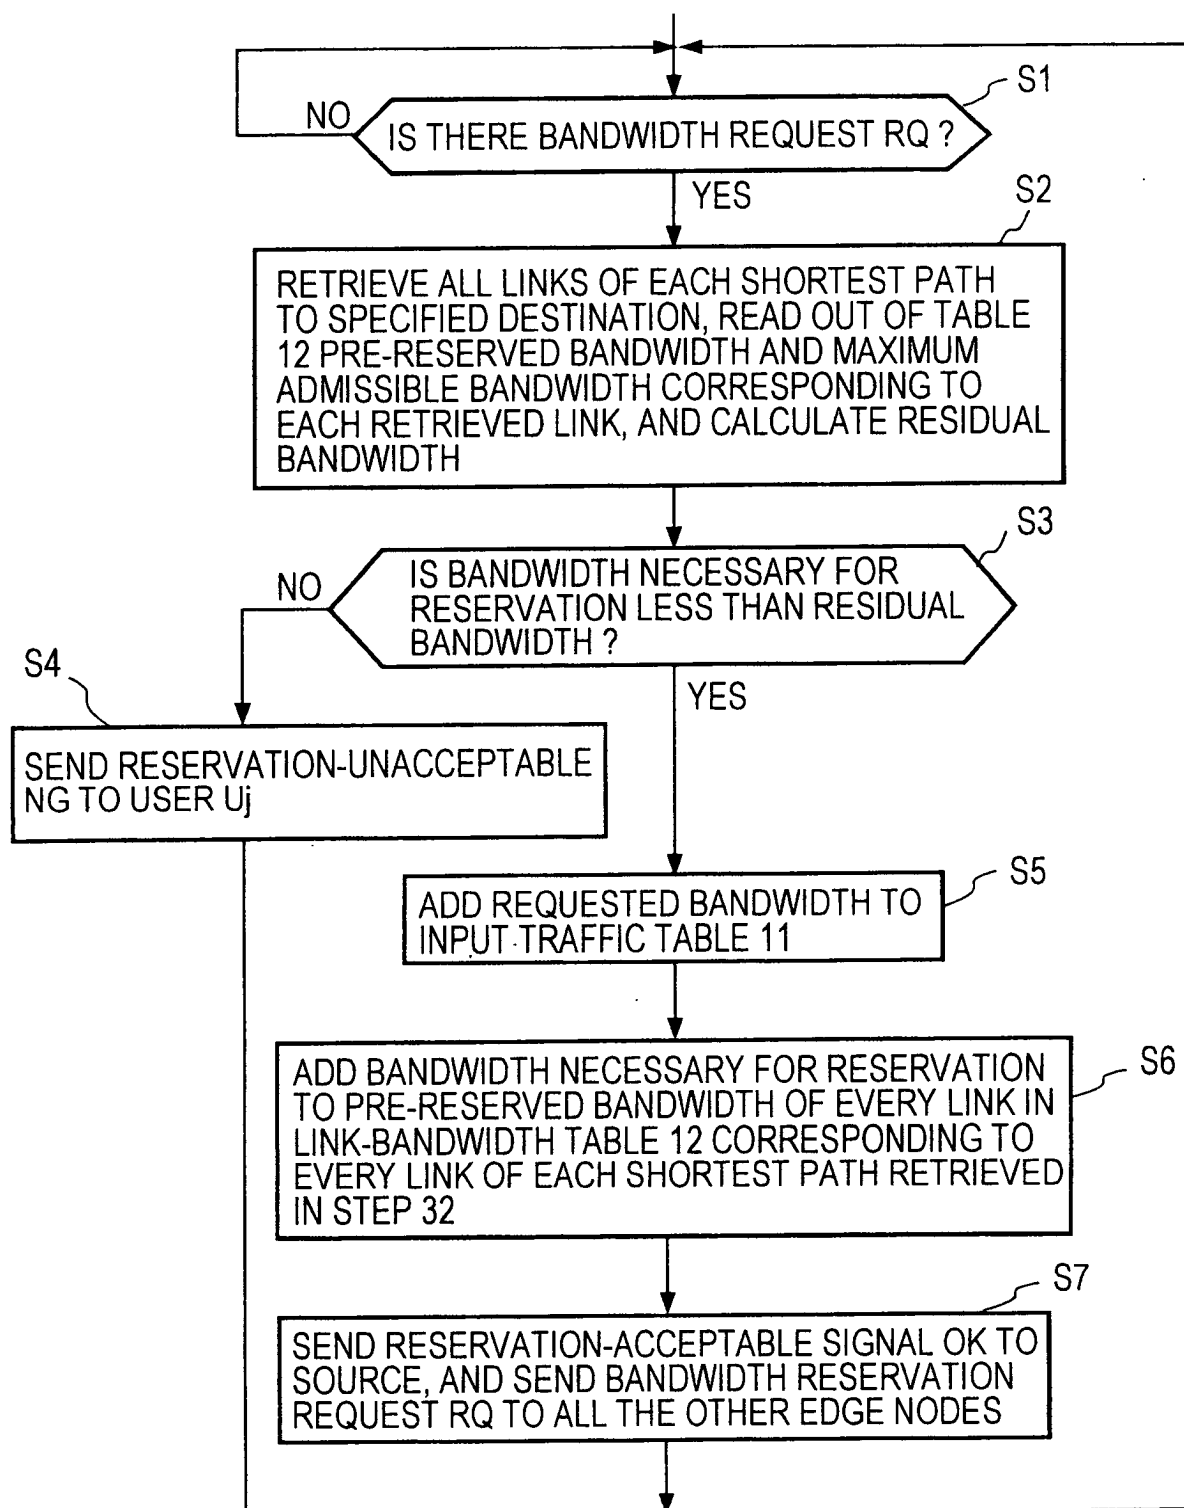 S1
NO
IS THERE BANDWIDTH REQUEST RQ ?
YES
S2
RETRIEVE ALL LINKS OF EACH SHORTEST PATH
TO SPECIFIED DESTINATION, READ OUT OF TABLE
12 PRE-RESERVED BANDWIDTH AND MAXIMUM
ADMISSIBLE BANDWIDTH CORRESPONDING TO
EACH RETRIEVED LINK, AND CALCULATE RESIDUAL
BANDWIDTH
S3
NO
IS BANDWIDTH NECESSARY FOR
RESERVATION LESS THAN RESIDUAL
BANDWIDTH ?
S4
YES
SEND RESERVATION-UNACCEPTABLE
NG TO USER Uj
S5
ADD REQUESTED BANDWIDTH TO
INPUT TRAFFIC TABLE 11
S6
ADD BANDWIDTH NECESSARY FOR RESERVATION
TO PRE-RESERVED BANDWIDTH OF EVERY LINK IN
LINK-BANDWIDTH TABLE 12 CORRESPONDING TO
EVERY LINK OF EACH SHORTEST PATH RETRIEVED
IN STEP 32
S7
SEND RESERVATION-ACCEPTABLE SIGNAL OK TO
SOURCE, AND SEND BANDWIDTH RESERVATION
REQUEST RQ TO ALL THE OTHER EDGE NODES